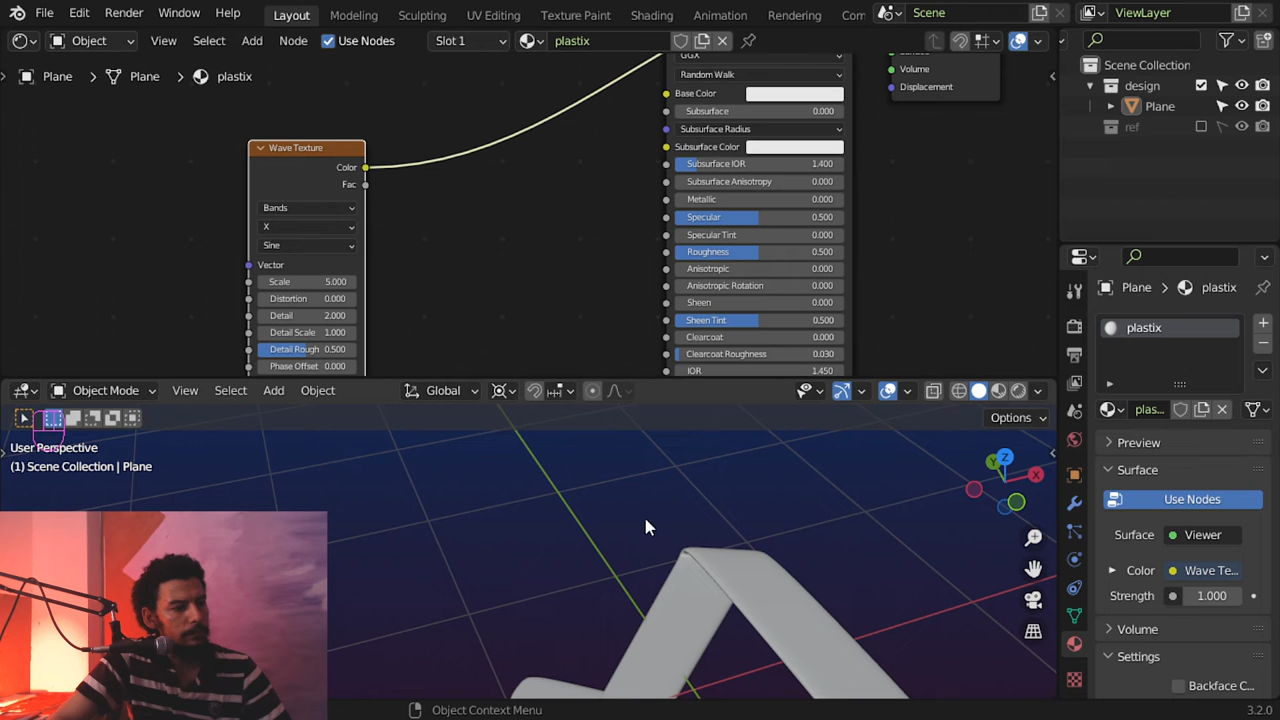 File Edit Render Window Help Layout Modeling Sculpting UV Editing Texture Paint Shading Animation Rendering Com Scene ViewLayer
Object View Select Add Node Use Nodes Slot 1 plastix
Plane Plane plastix
GGX
Random Walk
Base Color
Subsurface 0.000
Subsurface Radius
Subsurface Color
Subsurface IOR 1.400
Subsurface Anisotropy 0.000
Metallic 0.000
Specular 0.500
Specular Tint 0.000
Roughness 0.500
Anisotropic 0.000
Anisotropic Rotation 0.000
Sheen 0.000
Sheen Tint 0.500
Clearcoat 0.000
Clearcoat Roughness 0.030
IOR 1.450
Volume
Displacement
Wave Texture
Color
Fac
Bands
X
Sine
Vector
Scale 5.000
Distortion 0.000
Detail 2.000
Detail Scale 1.000
Detail Rough 0.500
Phase Offset 0.000
Scene Collection
design
Plane
ref
Object Mode View Select Add Object Global
Options
User Perspective
(1) Scene Collection | Plane
Z
Y
X
Plane plastix
plastix
plas...
Preview
Surface
Use Nodes
Surface Viewer
Color Wave Te...
Strength 1.000
Volume
Settings
Backface C...
Object Context Menu
3.2.0